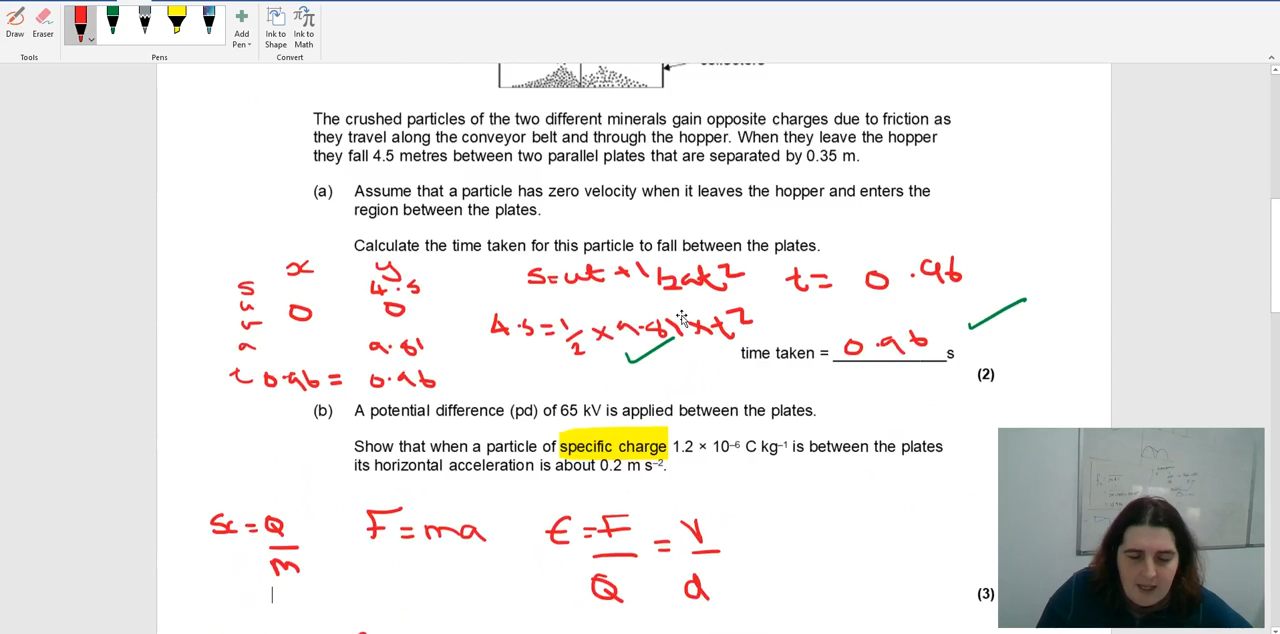 Draw
Eraser
Add
Pen
Ink to
Shape
Ink to
Math
Tools
Pens
Convert
The crushed particles of the two different minerals gain opposite charges due to friction as
they travel along the conveyor belt and through the hopper. When they leave the hopper
they fall 4.5 metres between two parallel plates that are separated by 0.35 m.
(a) Assume that a particle has zero velocity when it leaves the hopper and enters the
region between the plates.
Calculate the time taken for this particle to fall between the plates.
x y
s 4.5
u 0 0
v
a 9.81
t 0.96 = 0.96
s=ut+1/2at² t= 0.96
4.5=1/2×9.81×t²
time taken = 0.96 s
(2)
(b) A potential difference (pd) of 65 kV is applied between the plates.
Show that when a particle of specific charge 1.2 × 10⁻⁶ C kg⁻¹ is between the plates
its horizontal acceleration is about 0.2 m s⁻².
Sc = Q/m F=ma E=F/Q = V/d
(3)